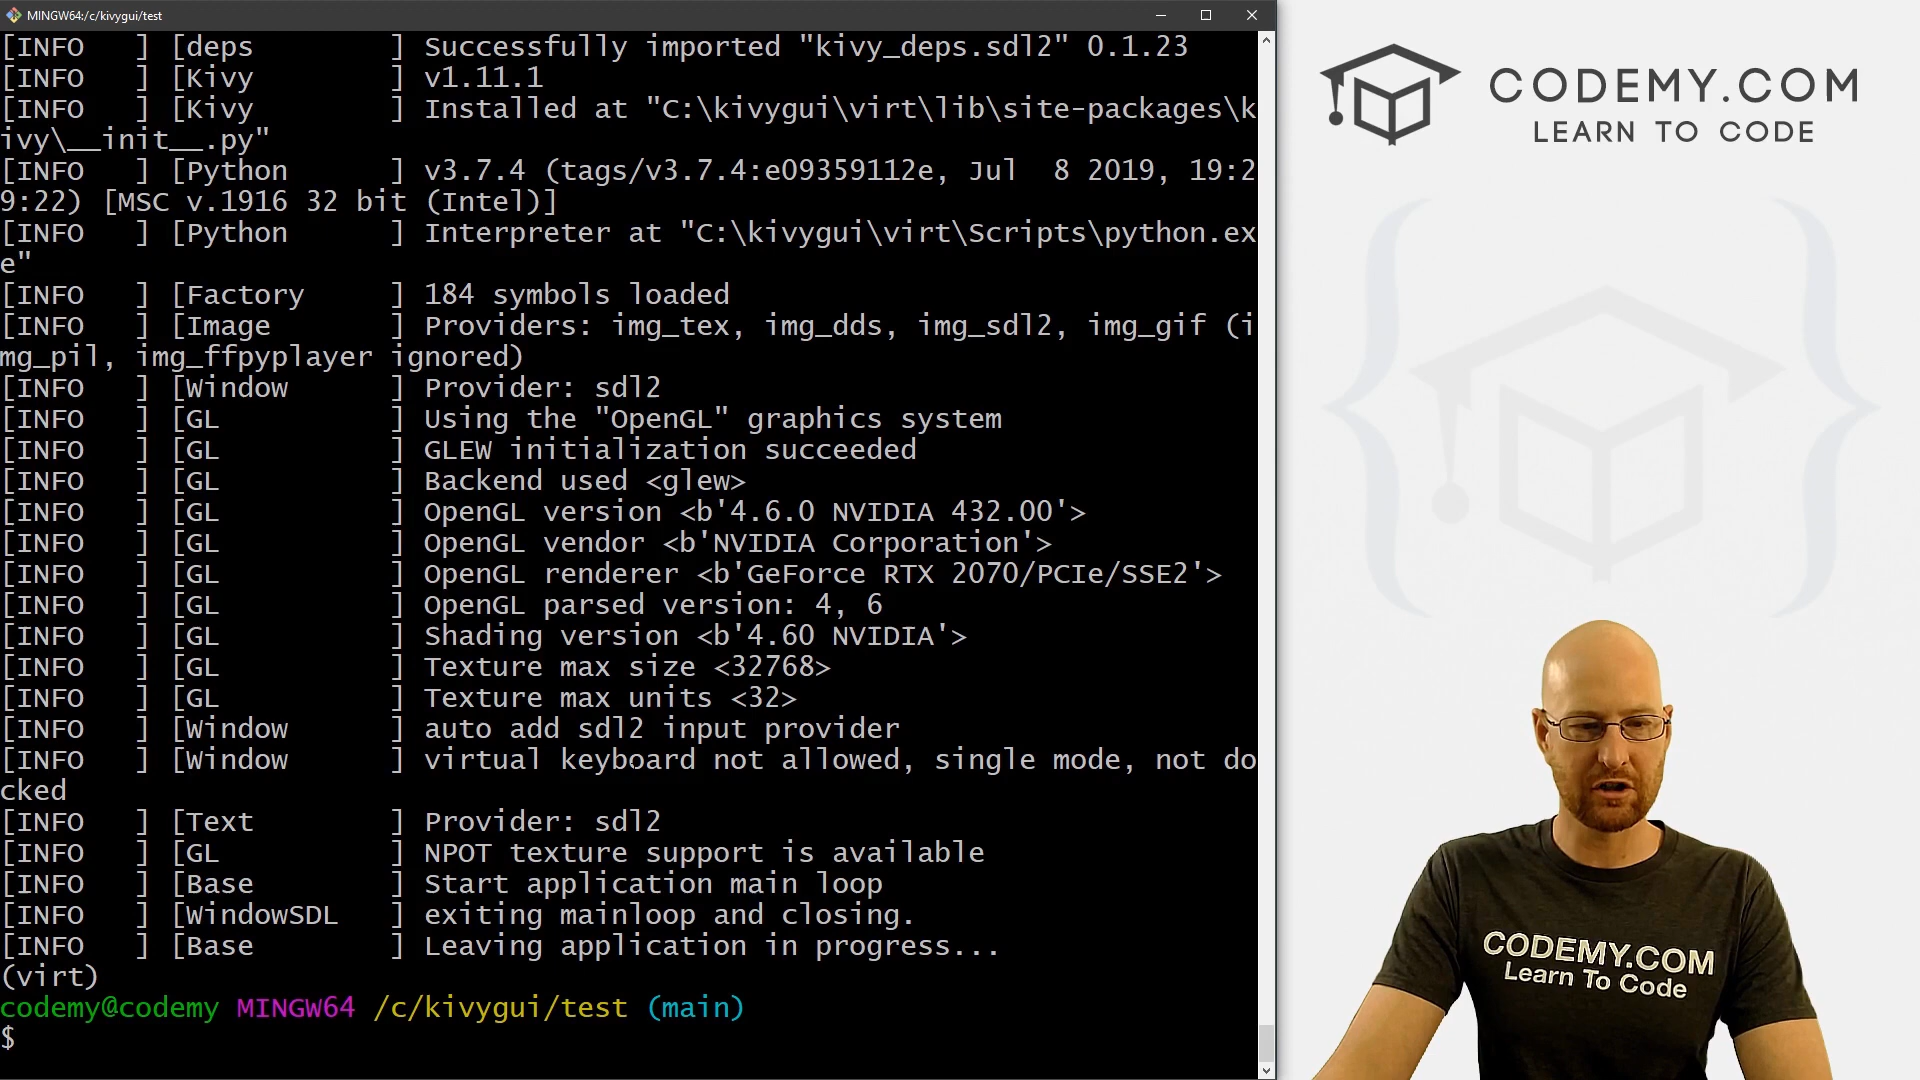 MINGW64:/c/kivygui/test
[INFO   ] [deps        ] Successfully imported "kivy_deps.sdl2" 0.1.23
[INFO   ] [Kivy        ] v1.11.1
[INFO   ] [Kivy        ] Installed at "C:\kivygui\virt\lib\site-packages\k
ivy\__init__.py"
[INFO   ] [Python      ] v3.7.4 (tags/v3.7.4:e09359112e, Jul  8 2019, 19:2
9:22) [MSC v.1916 32 bit (Intel)]
[INFO   ] [Python      ] Interpreter at "C:\kivygui\virt\Scripts\python.ex
e"
[INFO   ] [Factory     ] 184 symbols loaded
[INFO   ] [Image       ] Providers: img_tex, img_dds, img_sdl2, img_gif (i
mg_pil, img_ffpyplayer ignored)
[INFO   ] [Window      ] Provider: sdl2
[INFO   ] [GL          ] Using the "OpenGL" graphics system
[INFO   ] [GL          ] GLEW initialization succeeded
[INFO   ] [GL          ] Backend used <glew>
[INFO   ] [GL          ] OpenGL version <b'4.6.0 NVIDIA 432.00'>
[INFO   ] [GL          ] OpenGL vendor <b'NVIDIA Corporation'>
[INFO   ] [GL          ] OpenGL renderer <b'GeForce RTX 2070/PCIe/SSE2'>
[INFO   ] [GL          ] OpenGL parsed version: 4, 6
[INFO   ] [GL          ] Shading version <b'4.60 NVIDIA'>
[INFO   ] [GL          ] Texture max size <32768>
[INFO   ] [GL          ] Texture max units <32>
[INFO   ] [Window      ] auto add sdl2 input provider
[INFO   ] [Window      ] virtual keyboard not allowed, single mode, not do
cked
[INFO   ] [Text        ] Provider: sdl2
[INFO   ] [GL          ] NPOT texture support is available
[INFO   ] [Base        ] Start application main loop
[INFO   ] [WindowSDL   ] exiting mainloop and closing.
[INFO   ] [Base        ] Leaving application in progress...
(virt)
codemy@codemy MINGW64 /c/kivygui/test (main)
$
CODEMY.COM
LEARN TO CODE
CODEMY.COM
Learn To Code